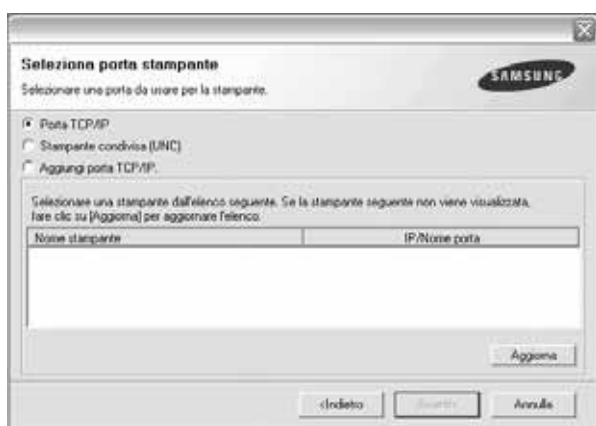 Seleziona porta stampante
Selezionare una porta da usare per la stampante.
SAMSUNG
Porta TCP/IP
Stampante condivisa (UNC)
Aggiungi porta TCP/IP.
Selezionare una stampante dall'elenco seguente. Se la stampante seguente non viene visualizzata,
fare clic su [Aggiorna] per aggiornare l'elenco.
Nome stampante IP/Nome porta
Aggiorna
<Indietro Avanti> Annulla